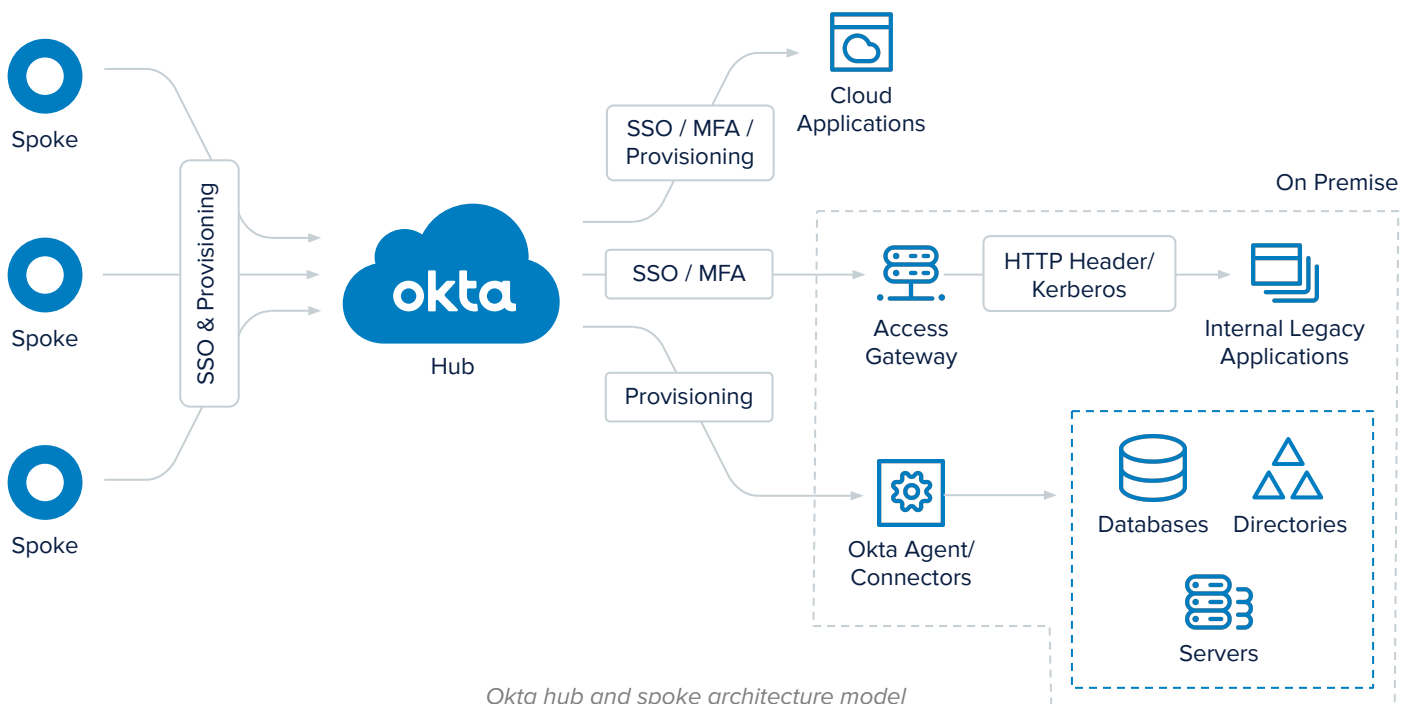 Spoke
Spoke
Spoke
SSO & Provisioning
okta
Hub
SSO / MFA /
Provisioning
Cloud
Applications
On Premise
SSO / MFA
Access
Gateway
HTTP Header/
Kerberos
Internal Legacy
Applications
Provisioning
Okta Agent/
Connectors
Databases
Directories
Servers
Okta hub and spoke architecture model